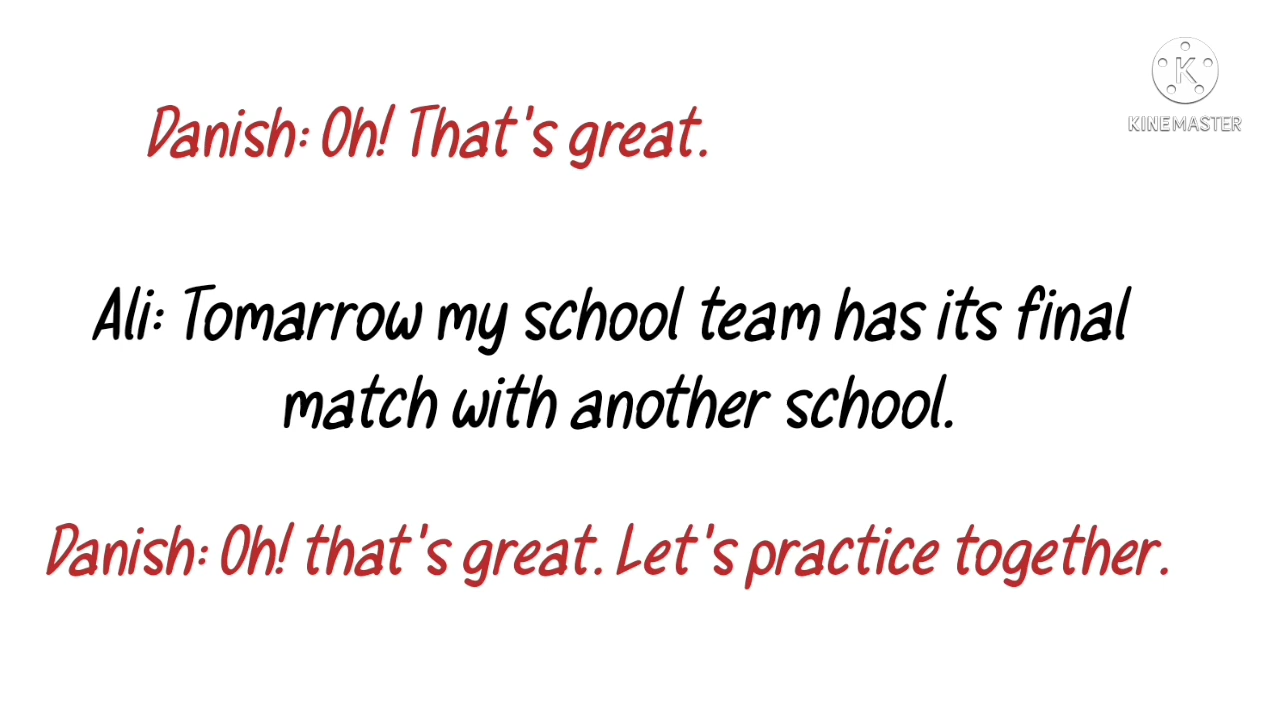 KINEMASTER
Danish: Oh! That's great.
Ali: Tomarrow my school team has its final
match with another school.
Danish: Oh! that's great. Let's practice together.